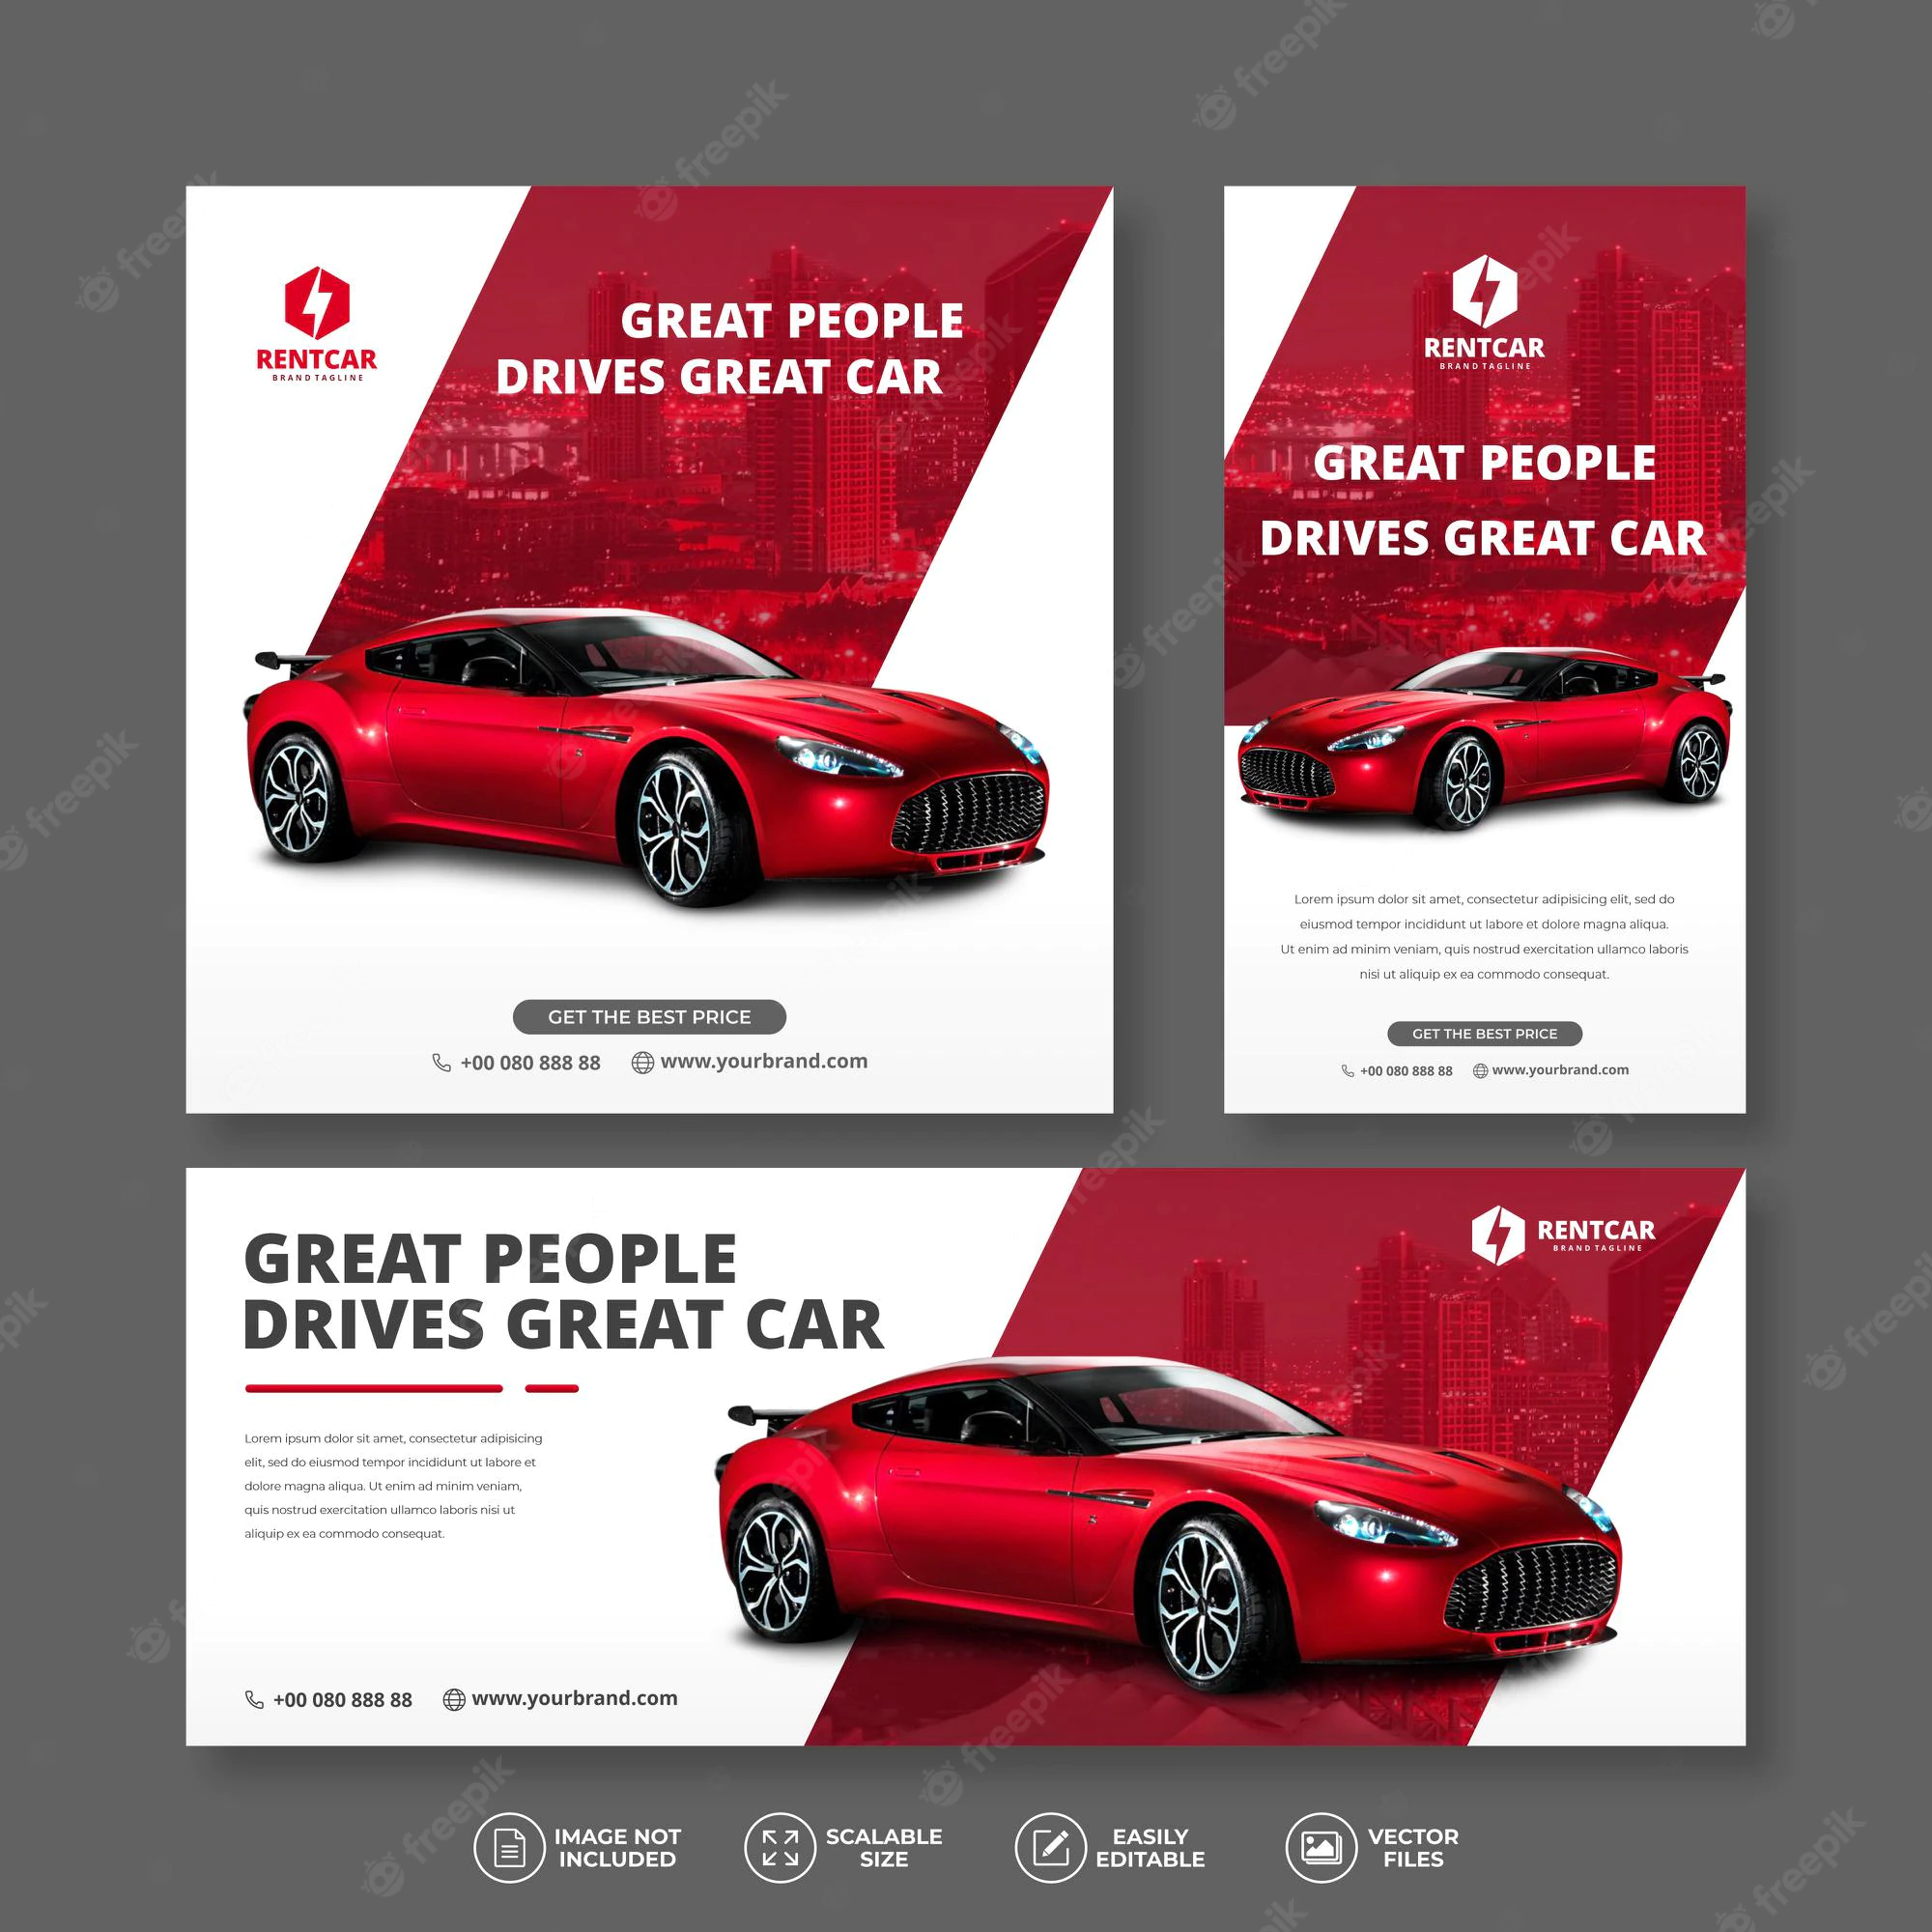 RENTCAR
BRAND TAGLINE
GREAT PEOPLE
DRIVES GREAT CAR
GET THE BEST PRICE
+00 080 888 88 www.yourbrand.com
RENTCAR
BRAND TAGLINE
GREAT PEOPLE
DRIVES GREAT CAR
Lorem ipsum dolor sit amet, consectetur adipisicing elit, sed do
eiusmod tempor incididunt ut labore et dolore magna aliqua.
Ut enim ad minim veniam, quis nostrud exercitation ullamco laboris
nisi ut aliquip ex ea commodo consequat.
GET THE BEST PRICE
+00 080 888 88 www.yourbrand.com
GREAT PEOPLE
DRIVES GREAT CAR
Lorem ipsum dolor sit amet, consectetur adipisicing
elit, sed do eiusmod tempor incididunt ut labore et
dolore magna aliqua. Ut enim ad minim veniam,
quis nostrud exercitation ullamco laboris nisi ut
aliquip ex ea commodo consequat.
+00 080 888 88 www.yourbrand.com
RENTCAR
BRAND TAGLINE
IMAGE NOT
INCLUDED
SCALABLE
SIZE
EASILY
EDITABLE
VECTOR
FILES
freepik